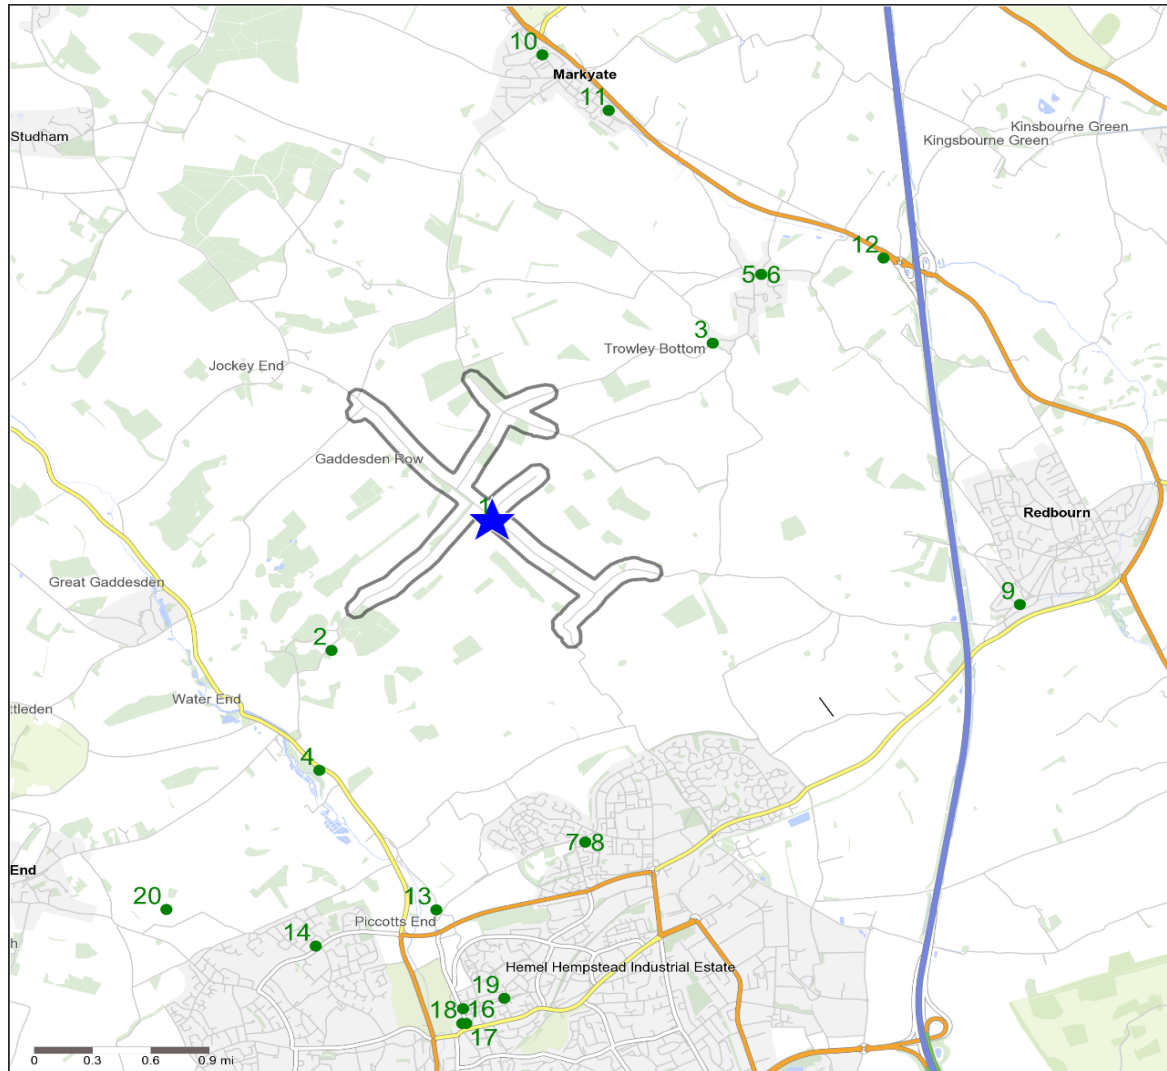 10
Markyate
11
Kinsbourne Green
Studham
Kingsbourne Green
12
5
6
3
Trowley Bottom
Jockey End
Gaddesden Row
1
Redbourn
Great Gaddesden
9
2
Water End
ttleden
4
7
8
End
20
13
Piccotts End
14
h
Hemel Hempstead Industrial Estate
19
18
16
17
0
0.3
0.6
0.9 mi